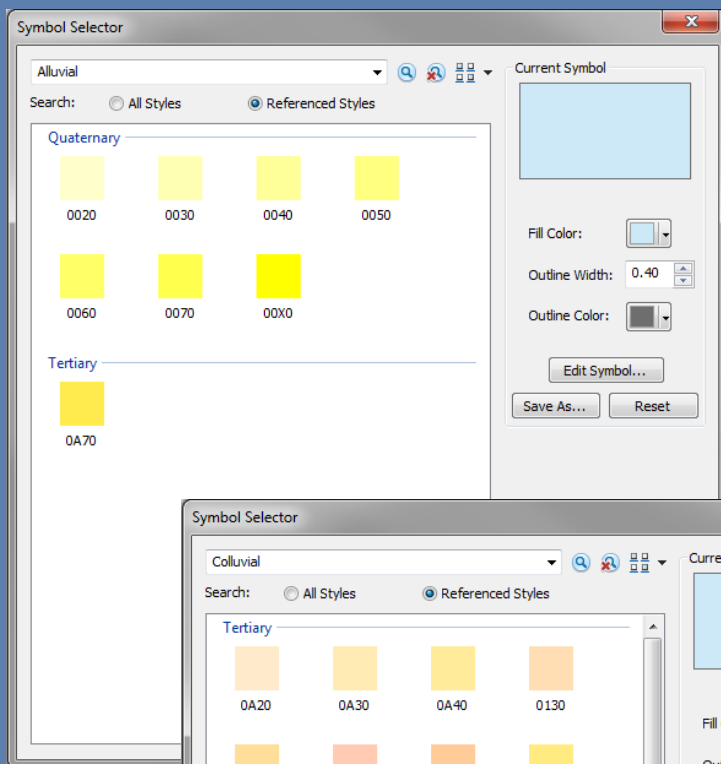 Symbol Selector
Alluvial
Current Symbol
Search: All Styles Referenced Styles
Quaternary
0020 0030 0040 0050
Fill Color:
Outline Width: 0.40
0060 0070 00X0
Outline Color:
Tertiary
Edit Symbol...
Save As... Reset
0A70
Symbol Selector
Colluvial
Search: All Styles Referenced Styles
Tertiary
0A20 0A30 0A40 0130
Fill